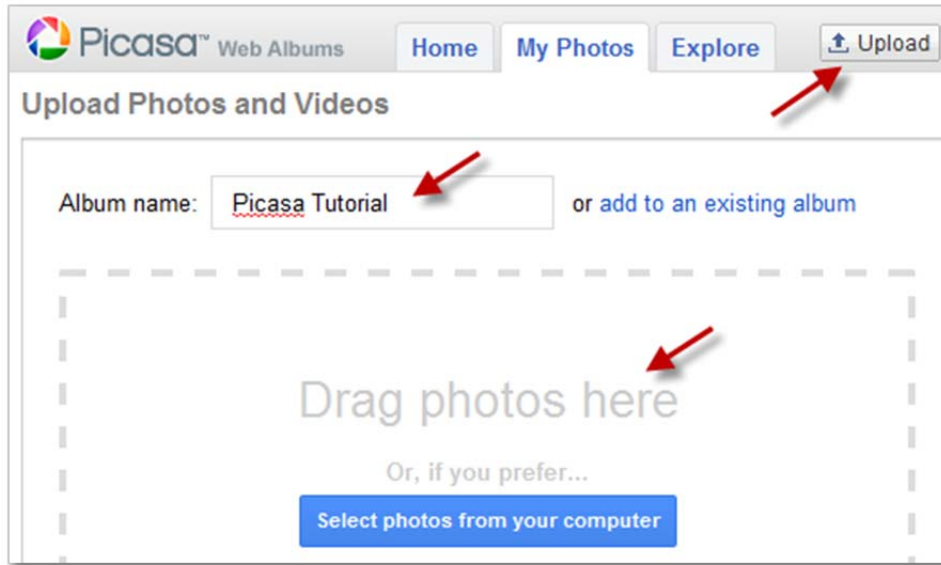 Picasa™ Web Albums Home My Photos Explore Upload
Upload Photos and Videos
Album name: Picasa Tutorial or add to an existing album
Drag photos here
Or, if you prefer...
Select photos from your computer